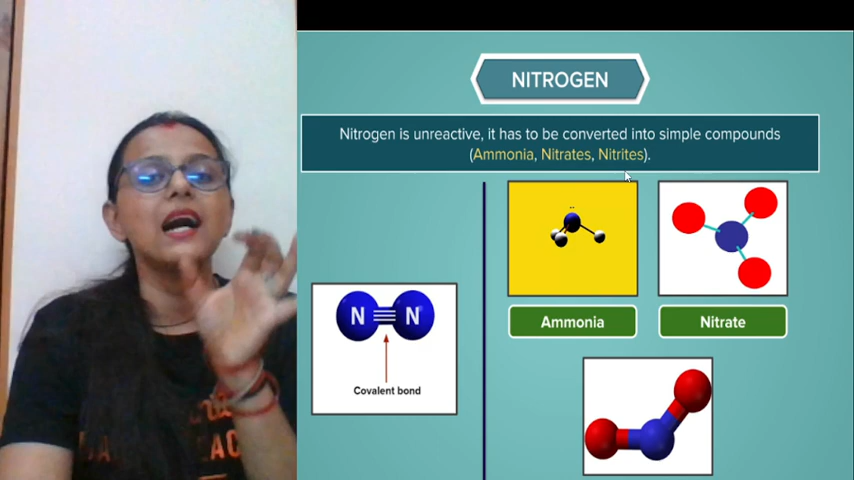 NITROGEN
Nitrogen is unreactive, it has to be converted into simple compounds
(Ammonia, Nitrates, Nitrites).
N N
Covalent bond
Ammonia
Nitrate